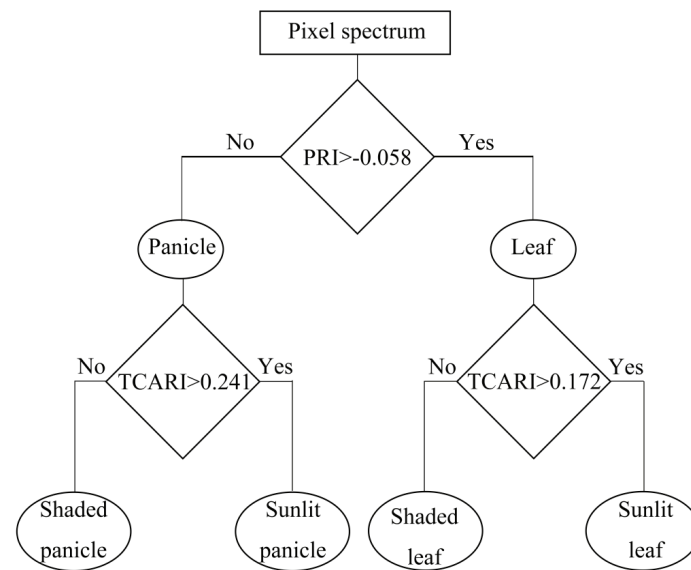 Pixel spectrum
No
Yes
PRI>-0.058
Panicle
Leaf
No
Yes
No
Yes
TCARI>0.241
TCARI>0.172
Shaded
panicle
Sunlit
panicle
Shaded
leaf
Sunlit
leaf